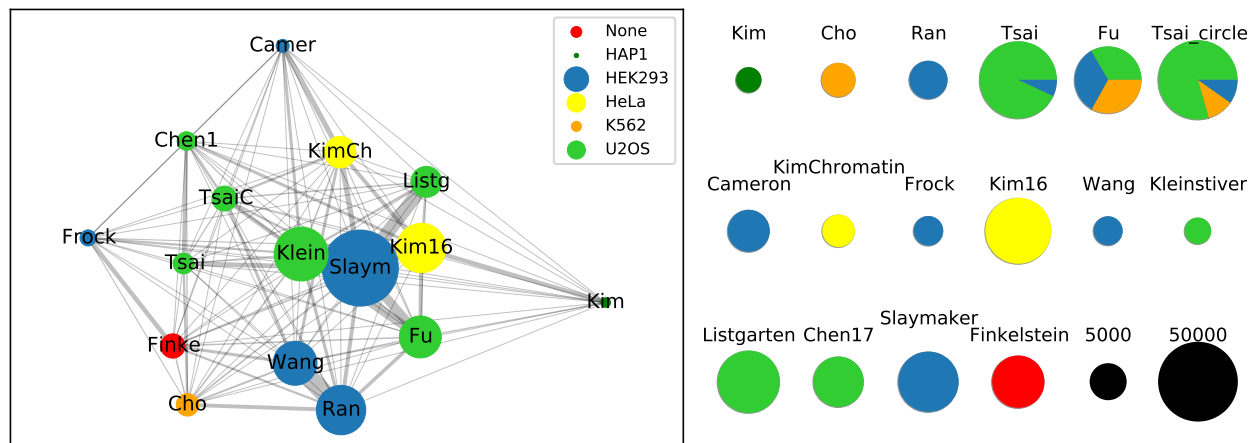 Camer
Chen1
KimCh
Listg
TsaiC
Frock
Tsai
Klein
Kim16
Slaym
Kim
Finke
Fu
Wang
Cho
Ran
None
HAP1
HEK293
HeLa
K562
U2OS
Kim Cho Ran Tsai Fu Tsai_circle
Cameron KimChromatin Frock Kim16 Wang Kleinstiver
Listgarten Chen17 Slaymaker Finkelstein 5000 50000